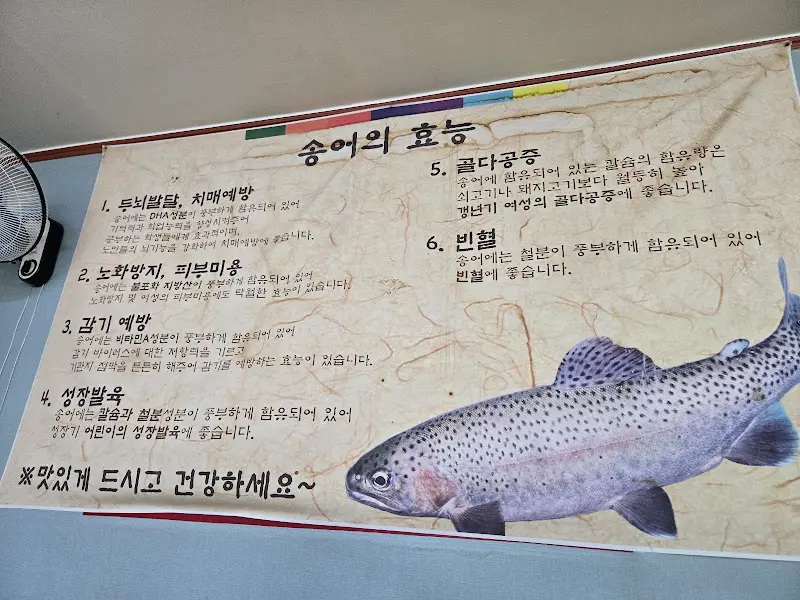 송어의 효능
1. 두뇌발달, 치매예방
송어에는 DHA성분이 풍부하게 함유되어 있어
기억력과 학업능력을 향상시켜주어
공부하는 학생들에게 효과적이며,
노인들의 뇌기능을 강화하여 치매예방에 좋습니다.
2. 노화방지, 피부미용
송어에는 불포화 지방산이 풍부하게 함유되어 있어
노화방지 및 여성의 피부미용에도 탁월한 효능이 있습니다.
3. 감기 예방
송어에는 비타민A성분이 풍부하게 함유되어 있어
감기 바이러스에 대한 저항력을 기르고
기관지 점막을 튼튼히 해주어 감기를 예방하는 효능이 있습니다.
4. 성장발육
송어에는 칼슘과 철분성분이 풍부하게 함유되어 있어
성장기 어린이의 성장발육에 좋습니다.
5. 골다공증
송어에 함유되어 있는 칼슘의 함유량은
쇠고기나 돼지고기보다 월등히 높아
갱년기 여성의 골다공증에 좋습니다.
6. 빈혈
송어에는 철분이 풍부하게 함유되어 있어
빈혈에 좋습니다.
※맛있게 드시고 건강하세요~